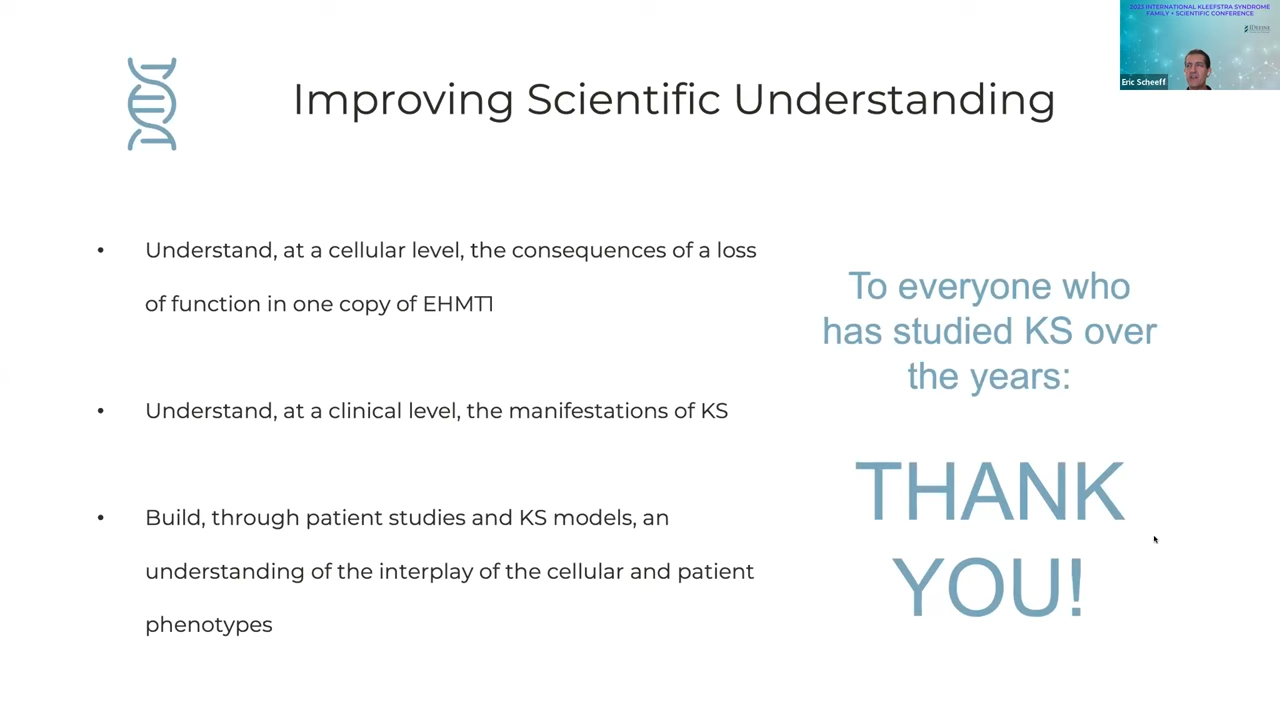 2023 INTERNATIONAL KLEEFSTRA SYNDROME
FAMILY + SCIENTIFIC CONFERENCE
Eric Scheeff
Improving Scientific Understanding
• Understand, at a cellular level, the consequences of a loss
of function in one copy of EHMT1
• Understand, at a clinical level, the manifestations of KS
• Build, through patient studies and KS models, an
understanding of the interplay of the cellular and patient
phenotypes
To everyone who
has studied KS over
the years:
THANK
YOU!